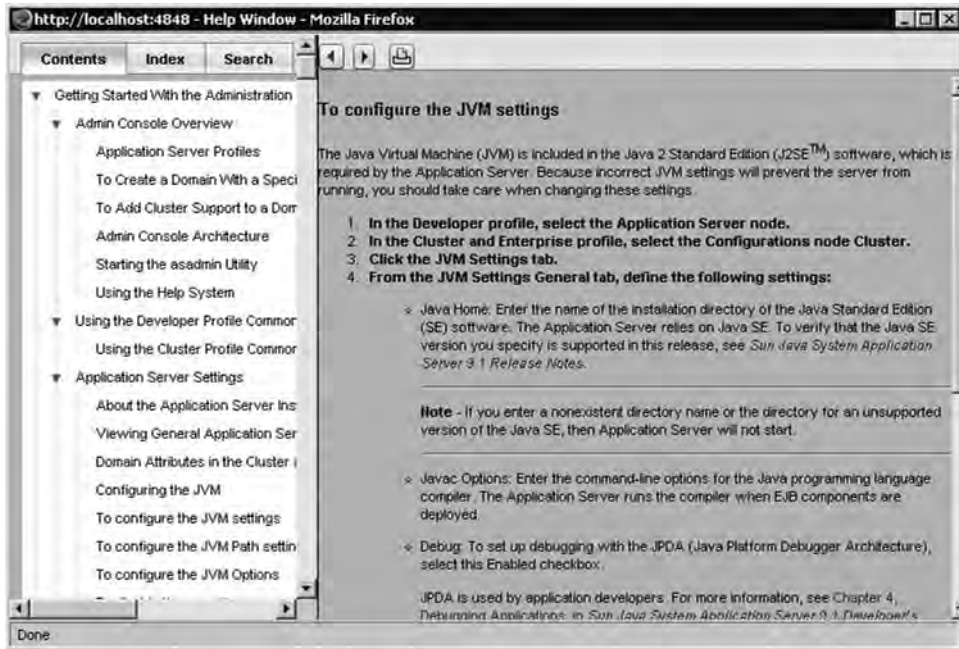 http://localhost:4848 - Help Window - Mozilla Firefox
Contents
Index
Search
Getting Started With the Administration
Admin Console Overview
Application Server Profiles
To Create a Domain With a Speci
To Add Cluster Support to a Dom
Admin Console Architecture
Starting the asadmin Utility
Using the Help System
Using the Developer Profile Common
Using the Cluster Profile Common
Application Server Settings
About the Application Server Ins
Viewing General Application Ser
Domain Attributes in the Cluster
Configuring the JVM
To configure the JVM settings
To configure the JVM Path settin
To configure the JVM Options
To configure the JVM settings
The Java Virtual Machine (JVM) is included in the Java 2 Standard Edition (J2SE™) software, which is
required by the Application Server. Because incorrect JVM settings will prevent the server from
running, you should take care when changing these settings.
1. In the Developer profile, select the Application Server node.
2. In the Cluster and Enterprise profile, select the Configurations node Cluster.
3. Click the JVM Settings tab.
4. From the JVM Settings General tab, define the following settings:
Java Home: Enter the name of the installation directory of the Java Standard Edition
(SE) software. The Application Server relies on Java SE. To verify that the Java SE
version you specify is supported in this release, see Sun Java System Application
Server 9.1 Release Notes.
Note - If you enter a nonexistent directory name or the directory for an unsupported
version of the Java SE, then Application Server will not start.
Javac Options: Enter the command-line options for the Java programming language
compiler. The Application Server runs the compiler when EJB components are
deployed.
Debug: To set up debugging with the JPDA (Java Platform Debugger Architecture),
select this Enabled checkbox.
JPDA is used by application developers. For more information, see Chapter 4,
Debugging Applications, in Sun Java System Application Server 9.1 Developer's
Done